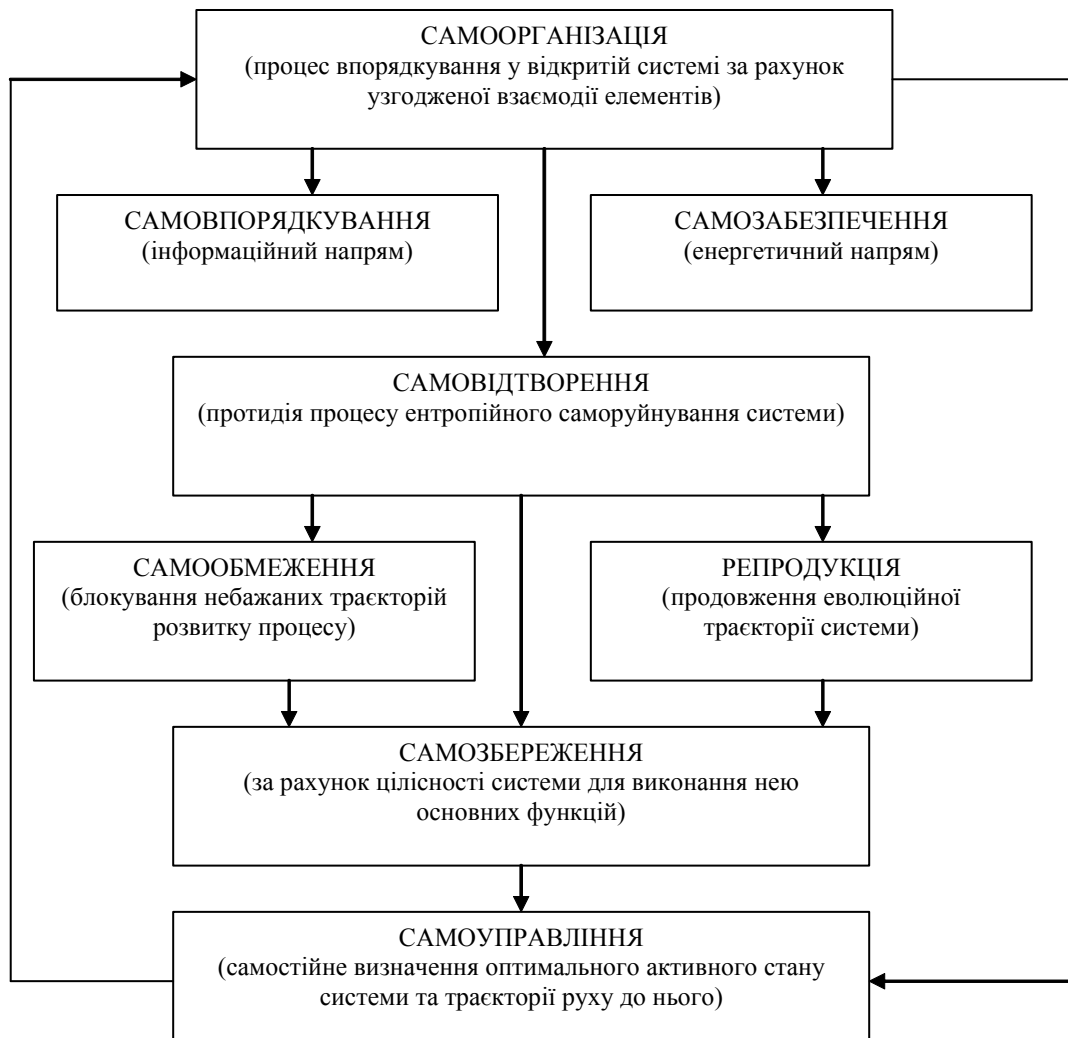 САМООРГАНІЗАЦІЯ
(процес впорядкування у відкритій системі за рахунок
узгодженої взаємодії елементів)
САМОВПОРЯДКУВАННЯ
(інформаційний напрям)
САМОЗАБЕЗПЕЧЕННЯ
(енергетичний напрям)
САМОВІДТВОРЕННЯ
(протидія процесу ентропійного саморуйнування системи)
САМООБМЕЖЕННЯ
(блокування небажаних траєкторій
розвитку процесу)
РЕПРОДУКЦІЯ
(продовження еволюційної
траєкторії системи)
САМОЗБЕРЕЖЕННЯ
(за рахунок цілісності системи для виконання нею
основних функцій)
САМОУПРАВЛІННЯ
(самостійне визначення оптимального активного стану
системи та траєкторії руху до нього)